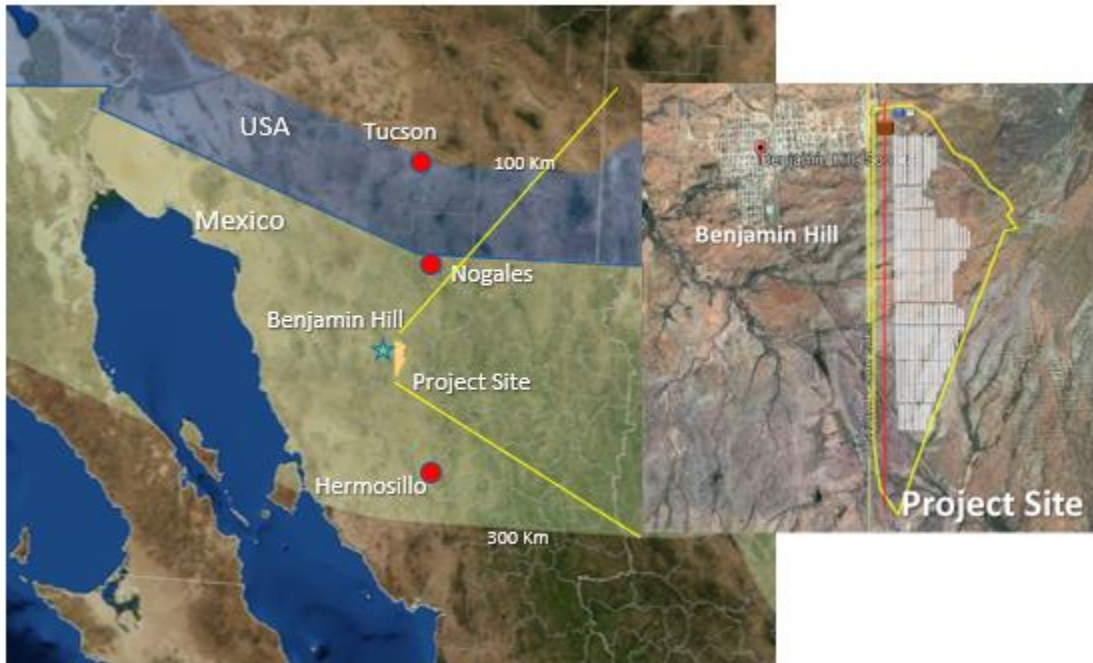 USA
Tucson
100 Km
Mexico
Nogales
Benjamin Hill
Project Site
Hermosillo
300 Km
Benjamin Hill
Project Site